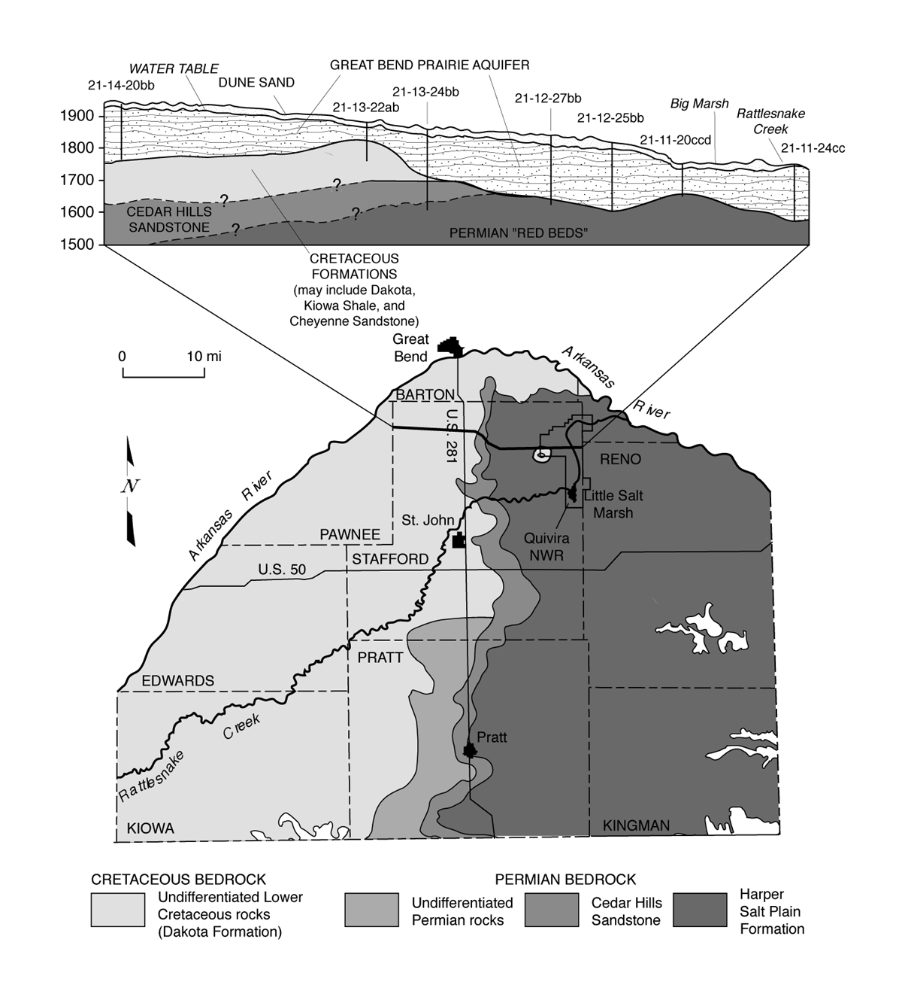 WATER TABLE
GREAT BEND PRAIRIE AQUIFER
21-14-20bb
DUNE SAND
21-13-24bb
21-13-22ab
21-12-27bb
Big Marsh
Rattlesnake
Creek
21-12-25bb
21-11-20ccd
21-11-24cc
1900
1800
1700
1600
1500
?
?
?
?
CEDAR HILLS
SANDSTONE
PERMIAN "RED BEDS"
CRETACEOUS
FORMATIONS
(may include Dakota,
Kiowa Shale, and
Cheyenne Sandstone)
0 10 mi
N
Great
Bend
Arkansas
River
BARTON
U.S. 281
RENO
Arkansas River
Little Salt
Marsh
St. John
PAWNEE
Quivira
NWR
STAFFORD
U.S. 50
PRATT
EDWARDS
Rattlesnake
Creek
Pratt
KIOWA
KINGMAN
CRETACEOUS BEDROCK
Undifferentiated Lower
Cretaceous rocks
(Dakota Formation)
PERMIAN BEDROCK
Undifferentiated
Permian rocks
Cedar Hills
Sandstone
Harper
Salt Plain
Formation